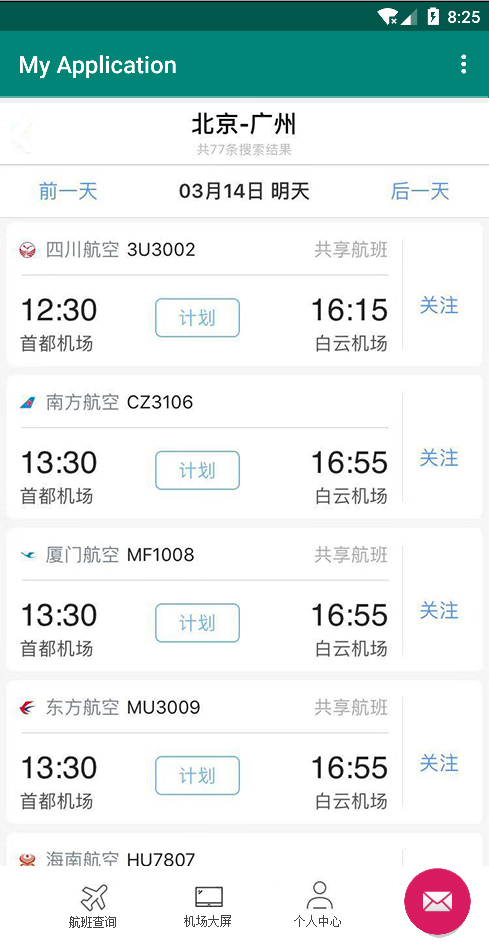 8:25
My Application
北京-广州
共77条搜索结果
前一天 03月14日 明天 后一天
四川航空 3U3002 共享航班
12:30 计划 16:15 关注
首都机场 白云机场
南方航空 CZ3106
13:30 计划 16:55 关注
首都机场 白云机场
厦门航空 MF1008 共享航班
13:30 计划 16:55 关注
首都机场 白云机场
东方航空 MU3009 共享航班
13:30 计划 16:55 关注
首都机场 白云机场
海南航空 HU7807
航班查询 机场大屏 个人中心